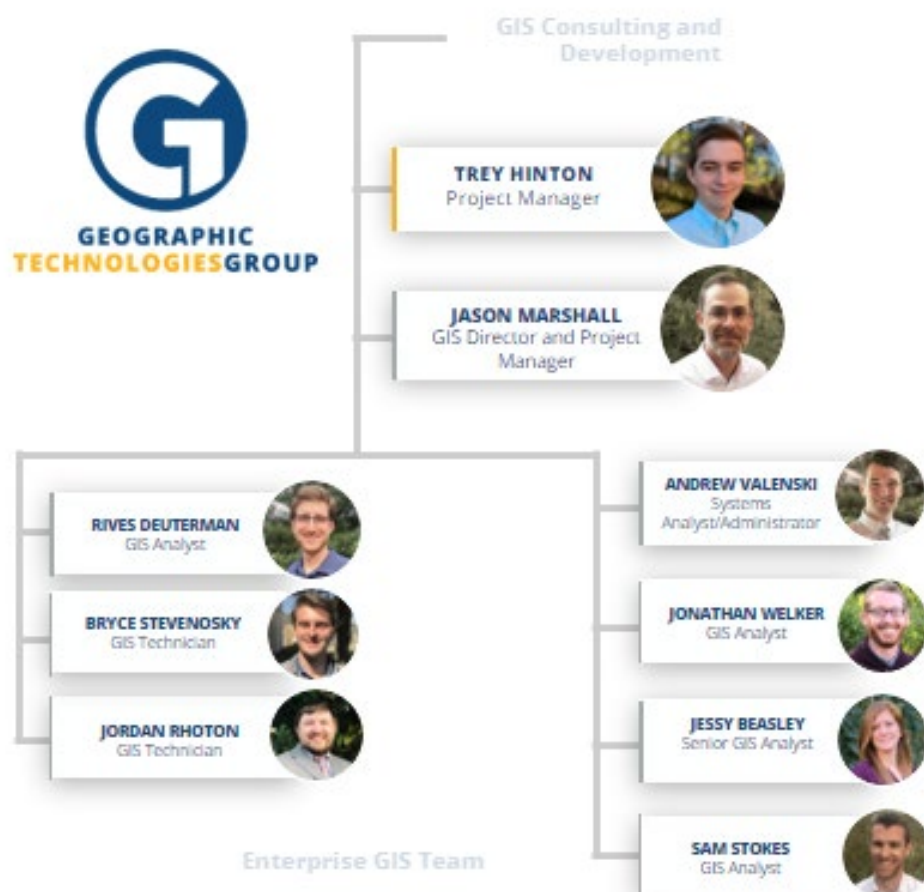 GIS Consulting and
Development
GEOGRAPHIC
TECHNOLOGIESGROUP
TREY HINTON
Project Manager
JASON MARSHALL
GIS Director and Project
Manager
RIVES DEUTERMAN
GIS Analyst
BRYCE STEVENOSKY
GIS Technician
JORDAN RHOTON
GIS Technician
ANDREW VALENSKI
Systems
Analyst/Administrator
JONATHAN WELKER
GIS Analyst
JESSY BEASLEY
Senior GIS Analyst
SAM STOKES
GIS Analyst
Enterprise GIS Team